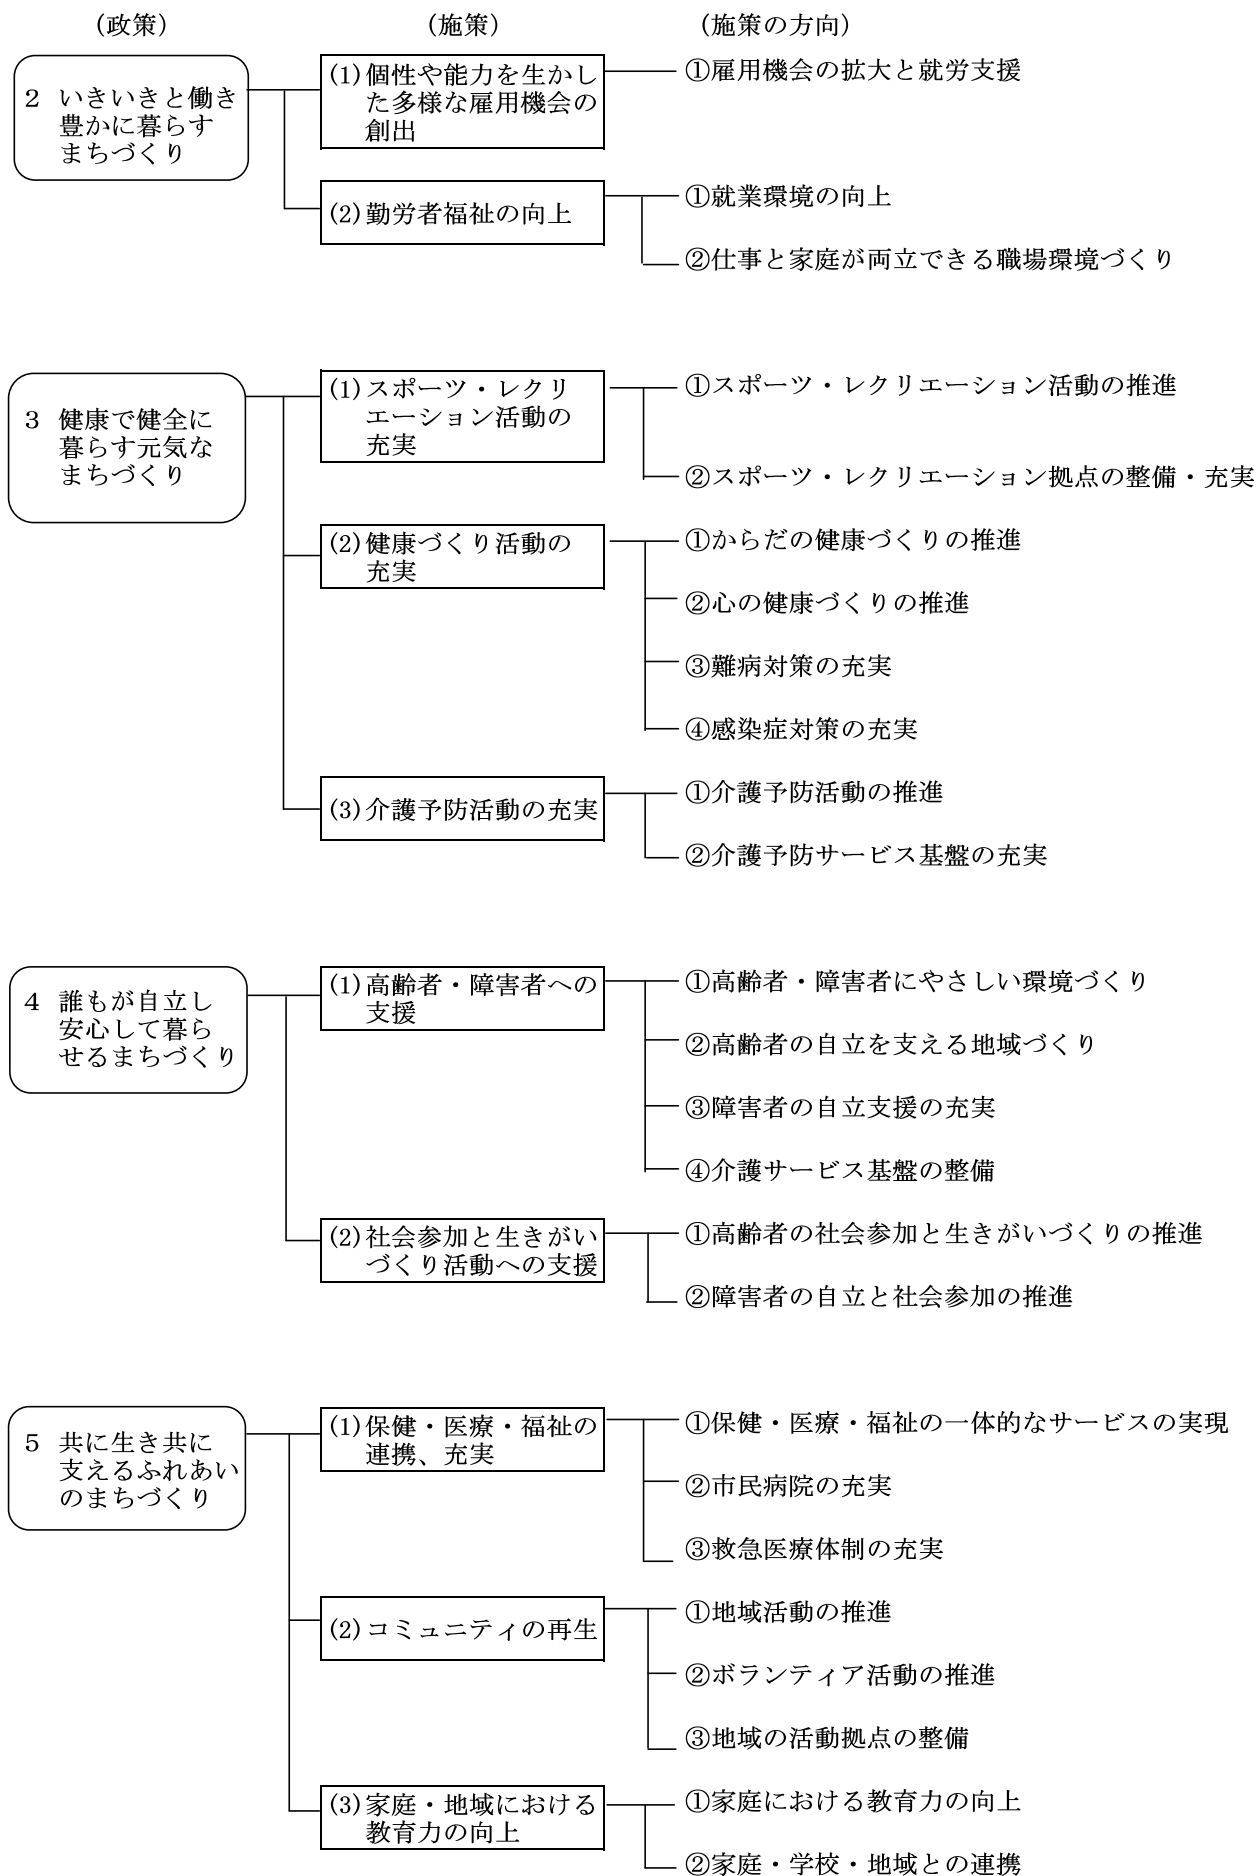 （政策） （施策） （施策の方向）
2 いきいきと働き
豊かに暮らす
まちづくり
(1)個性や能力を生かし
た多様な雇用機会の
創出
①雇用機会の拡大と就労支援
(2)勤労者福祉の向上
①就業環境の向上
②仕事と家庭が両立できる職場環境づくり
3 健康で健全に
暮らす元気な
まちづくり
(1)スポーツ・レクリ
エーション活動の
充実
①スポーツ・レクリエーション活動の推進
②スポーツ・レクリエーション拠点の整備・充実
(2)健康づくり活動の
充実
①からだの健康づくりの推進
②心の健康づくりの推進
③難病対策の充実
④感染症対策の充実
(3)介護予防活動の充実
①介護予防活動の推進
②介護予防サービス基盤の充実
4 誰もが自立し
安心して暮ら
せるまちづくり
(1)高齢者・障害者への
支援
①高齢者・障害者にやさしい環境づくり
②高齢者の自立を支える地域づくり
③障害者の自立支援の充実
④介護サービス基盤の整備
(2)社会参加と生きがい
づくり活動への支援
①高齢者の社会参加と生きがいづくりの推進
②障害者の自立と社会参加の推進
5 共に生き共に
支えるふれあい
のまちづくり
(1)保健・医療・福祉の
連携、充実
①保健・医療・福祉の一体的なサービスの実現
②市民病院の充実
③救急医療体制の充実
(2)コミュニティの再生
①地域活動の推進
②ボランティア活動の推進
③地域の活動拠点の整備
(3)家庭・地域における
教育力の向上
①家庭における教育力の向上
②家庭・学校・地域との連携